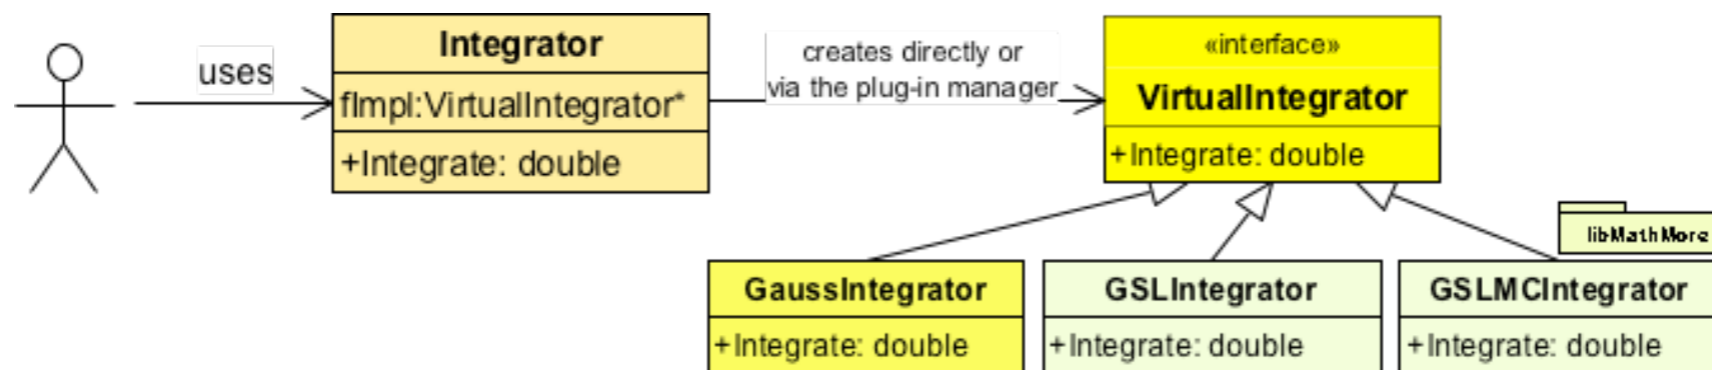 uses
Integrator
fImpl:VirtualIntegrator*
+Integrate: double
creates directly or
via the plug-in manager
«interface»
VirtualIntegrator
+Integrate: double
libMathMore
GaussIntegrator
+Integrate: double
GSLIntegrator
+Integrate: double
GSLMCIntegrator
+Integrate: double